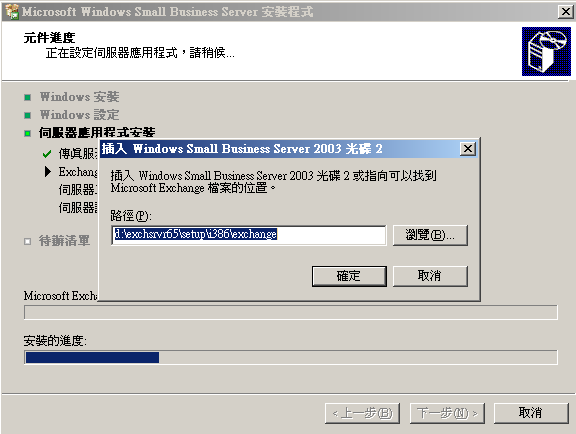 Microsoft Windows Small Business Server 安裝程式
元件進度
正在設定伺服器應用程式，請稍候...
Windows 安裝
Windows 設定
伺服器應用程式安裝
傳真服
Exchang
伺服器
伺服器
待辦清單
插入 Windows Small Business Server 2003 光碟 2
插入 Windows Small Business Server 2003 光碟 2 或指向可以找到
Microsoft Exchange 檔案的位置。
路徑(P):
d:\exchsrvr65\setup\i386\exchange
瀏覽(B)...
確定
取消
Microsoft Excha
安裝的進度:
< 上一步(B)
下一步(N) >
取消